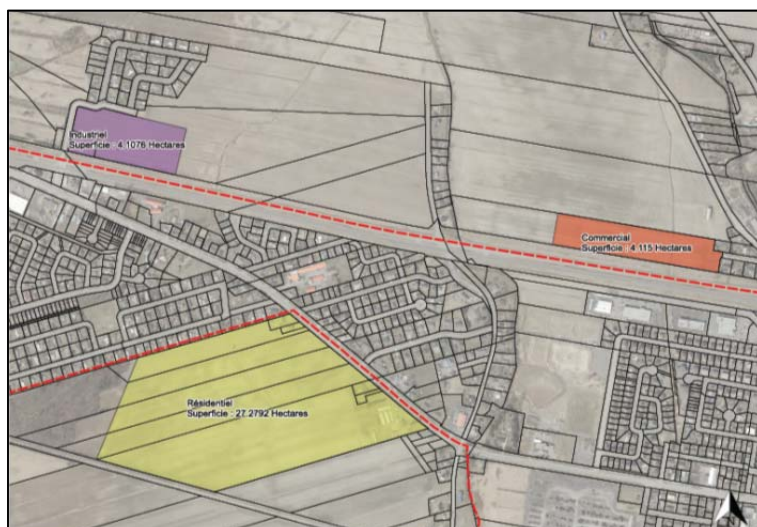 Industriel
Superficie : 4.1076 Hectares
Commercial
Superficie : 4.115 Hectares
Résidentiel
Superficie : 27.2792 Hectares